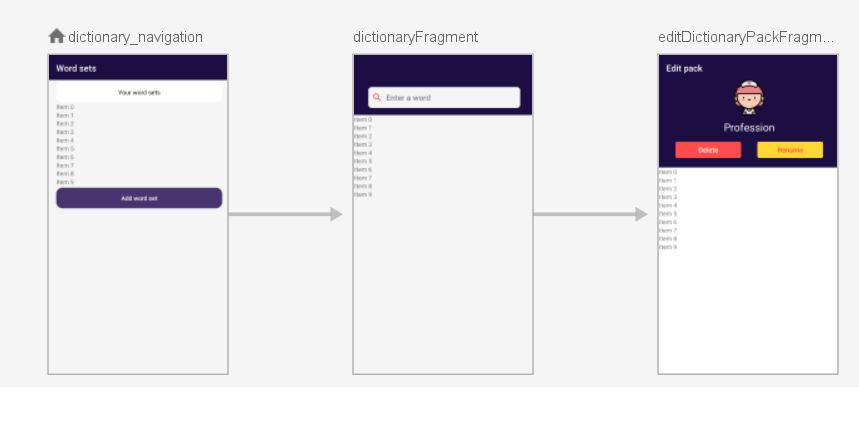 dictionary_navigation
Word sets
Your word sets
Item 0
Item 1
Item 2
Item 3
Item 4
Item 5
Item 6
Item 7
Item 8
Item 9
Add word set
dictionaryFragment
Enter a word
Item 0
Item 1
Item 2
Item 3
Item 4
Item 5
Item 6
Item 7
Item 8
Item 9
editDictionaryPackFragm...
Edit pack
Profession
Delete
Rename
Item 0
Item 1
Item 2
Item 3
Item 4
Item 5
Item 6
Item 7
Item 8
Item 9